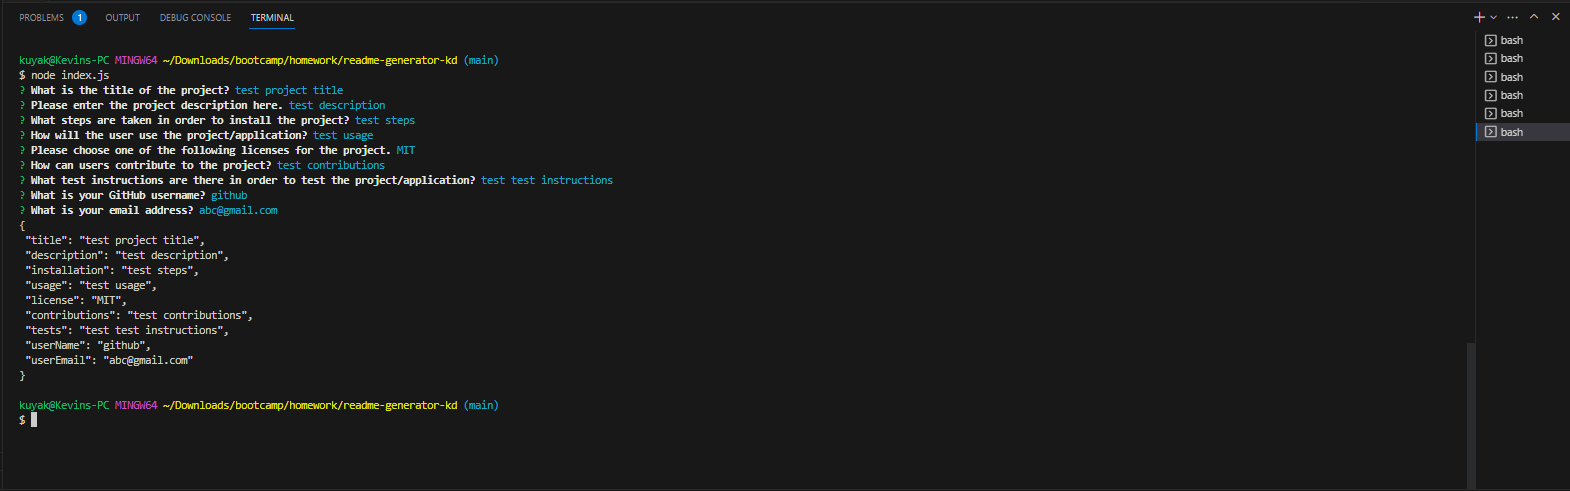 PROBLEMS 1 OUTPUT DEBUG CONSOLE TERMINAL
kuyak@Kevins-PC MINGW64 ~/Downloads/bootcamp/homework/readme-generator-kd (main)
$ node index.js
? What is the title of the project? test project title
? Please enter the project description here. test description
? What steps are taken in order to install the project? test steps
? How will the user use the project/application? test usage
? Please choose one of the following licenses for the project. MIT
? How can users contribute to the project? test contributions
? What test instructions are there in order to test the project/application? test test instructions
? What is your GitHub username? github
? What is your email address? abc@gmail.com
{
 "title": "test project title",
 "description": "test description",
 "installation": "test steps",
 "usage": "test usage",
 "license": "MIT",
 "contributions": "test contributions",
 "tests": "test test instructions",
 "userName": "github",
 "userEmail": "abc@gmail.com"
}
kuyak@Kevins-PC MINGW64 ~/Downloads/bootcamp/homework/readme-generator-kd (main)
$
bash
bash
bash
bash
bash
bash